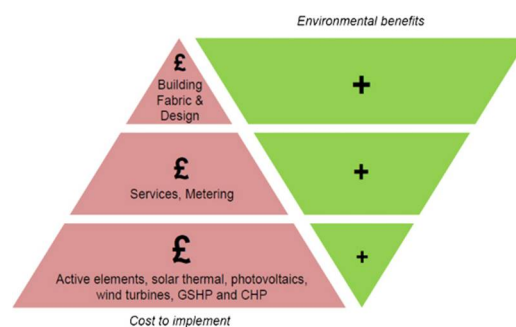 Environmental benefits
£
Building
Fabric &
Design
+
£
Services, Metering
+
£
Active elements, solar thermal, photovoltaics,
wind turbines, GSHP and CHP
+
Cost to implement